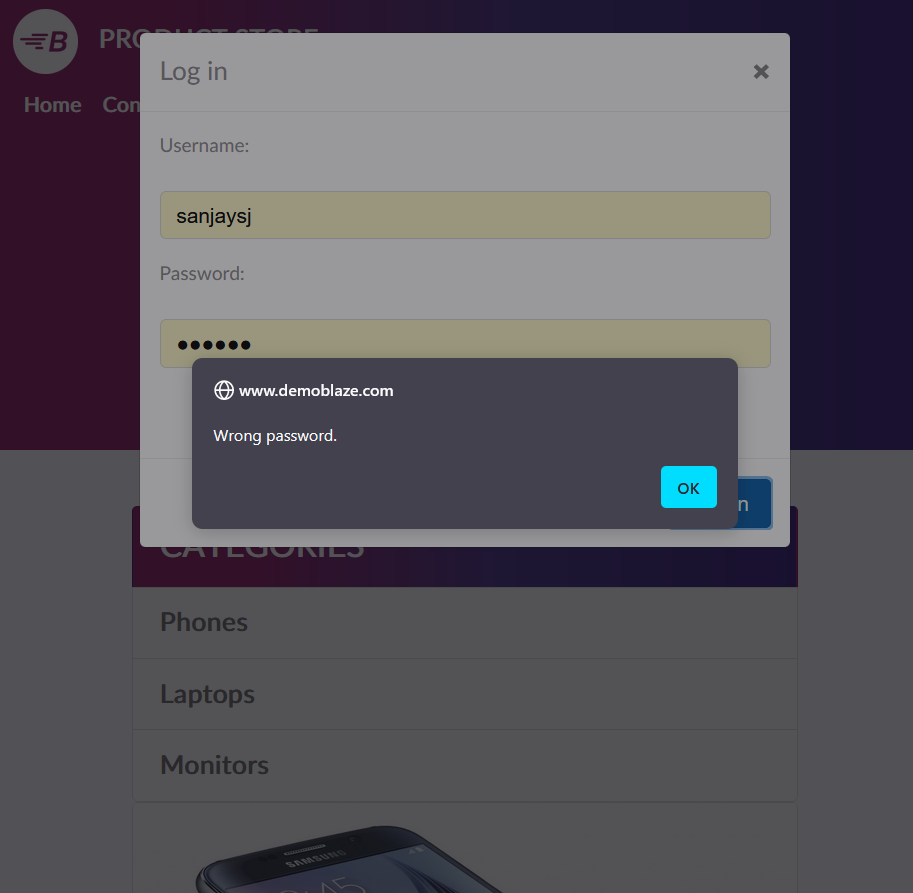 B PRODUCT STORE
Home
Log in
Username:
sanjaysj
Password:
www.demoblaze.com
Wrong password.
OK
CATEGORIES
Phones
Laptops
Monitors
SAMSUNG